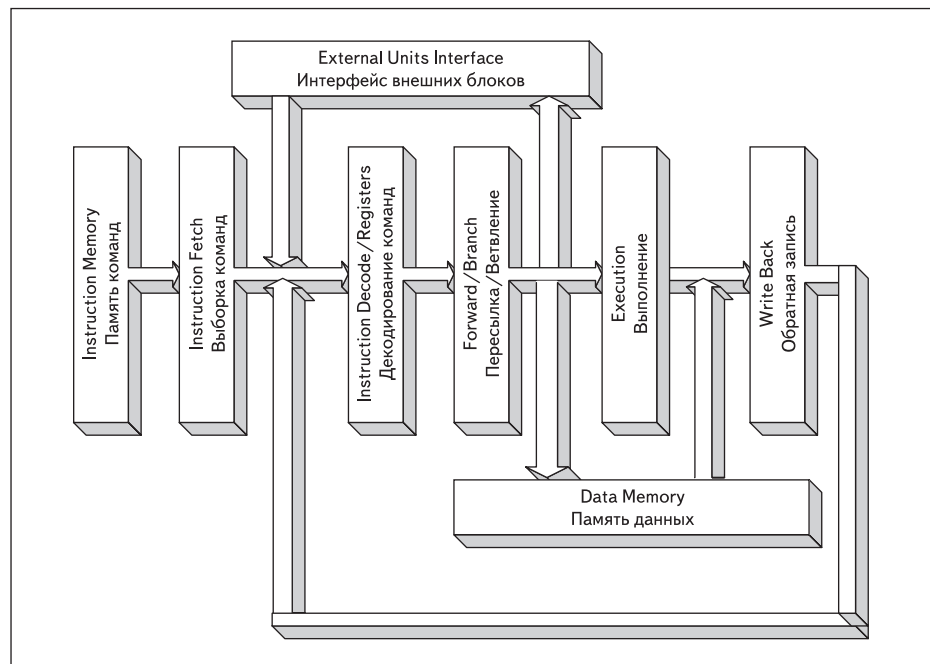 External Units Interface
Интерфейс внешних блоков
Instruction Memory
Память команд
Instruction Fetch
Выборка команд
Instruction Decode/Registers
Декодирование команд
Forward/Branch
Пересылка/Ветвление
Execution
Выполнение
Write Back
Обратная запись
Data Memory
Память данных